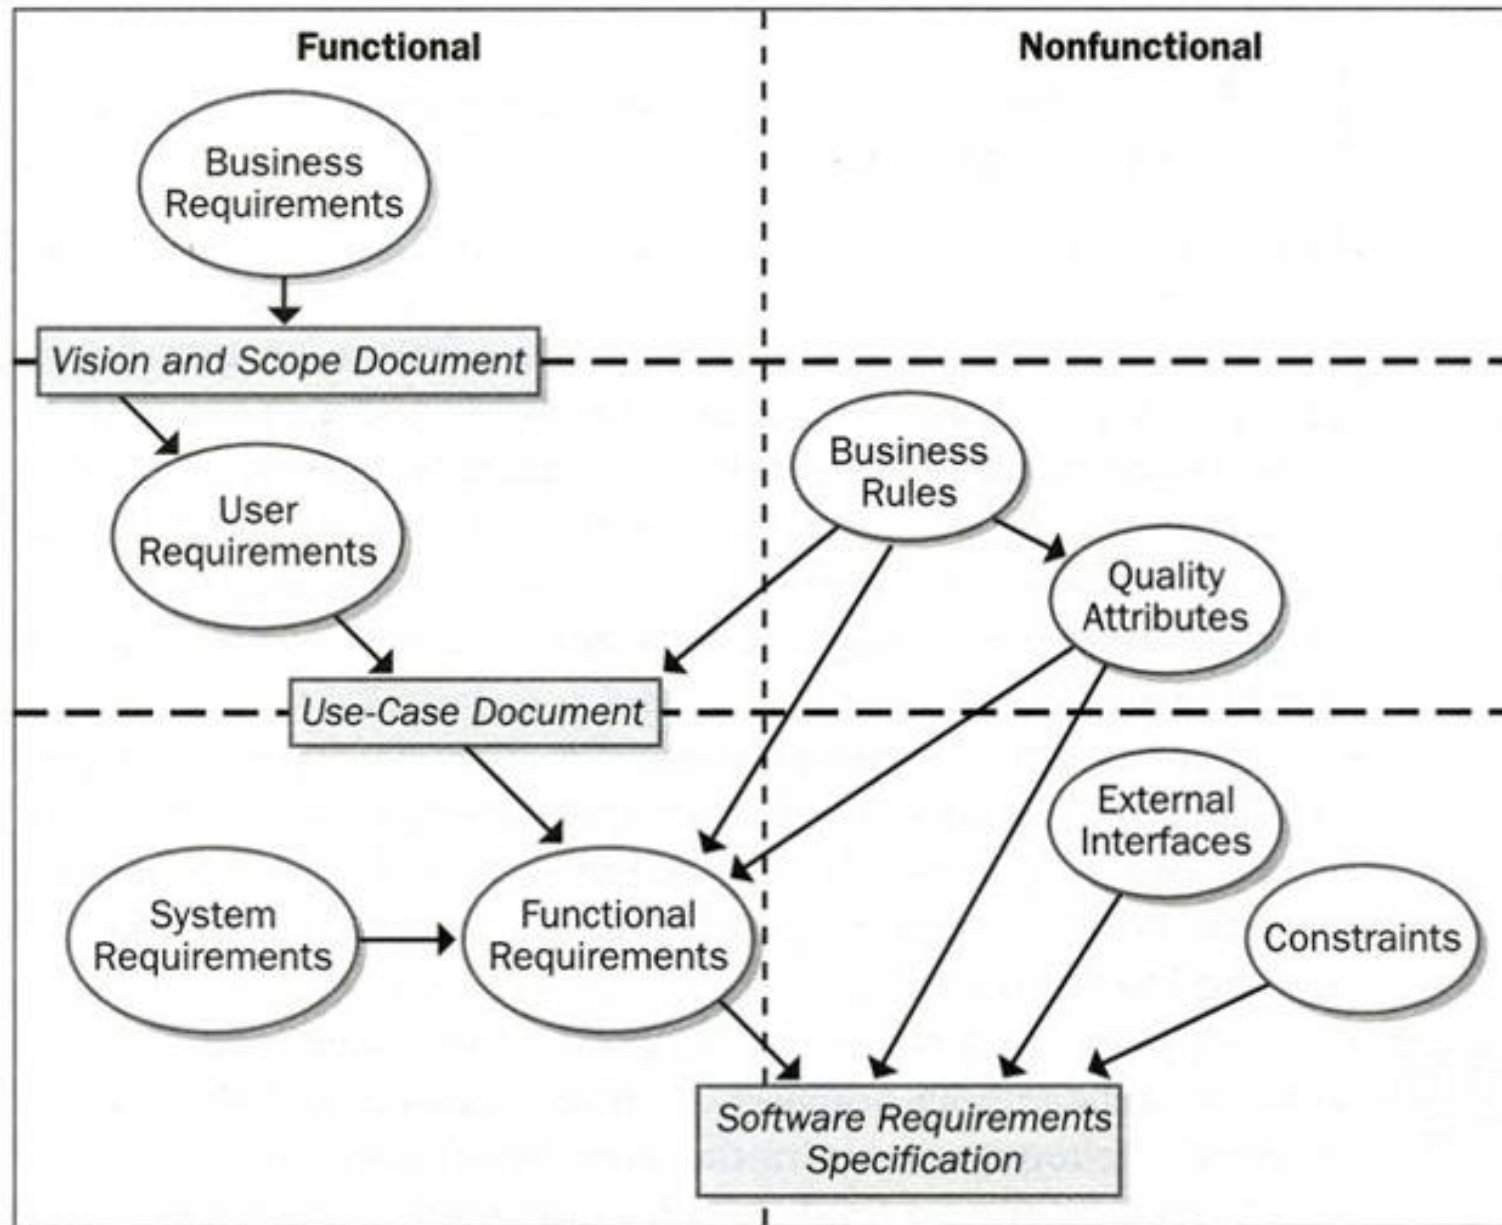 Functional
Nonfunctional
Business
Requirements
Vision and Scope Document
Business
Rules
User
Requirements
Quality
Attributes
Use-Case Document
External
Interfaces
System
Requirements
Functional
Requirements
Constraints
Software Requirements
Specification